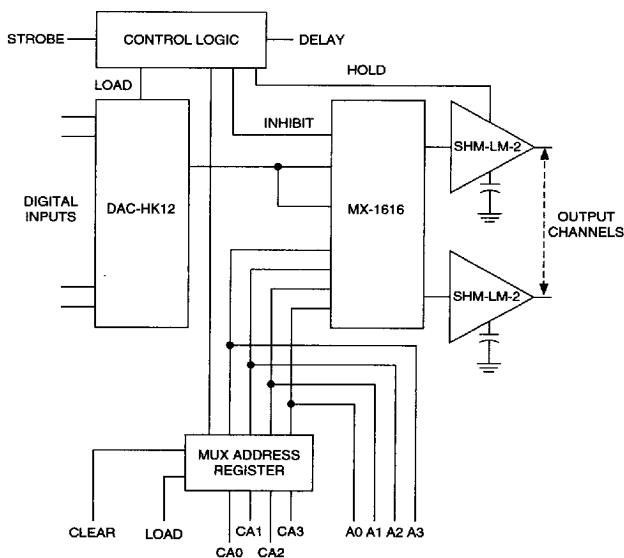 STROBE
CONTROL LOGIC
DELAY
LOAD
HOLD
INHIBIT
SHM-LM-2
DIGITAL
INPUTS
DAC-HK12
MX-1616
OUTPUT
CHANNELS
SHM-LM-2
MUX ADDRESS
REGISTER
CLEAR
LOAD
CA0
CA1
CA2
CA3
A0
A1
A2
A3